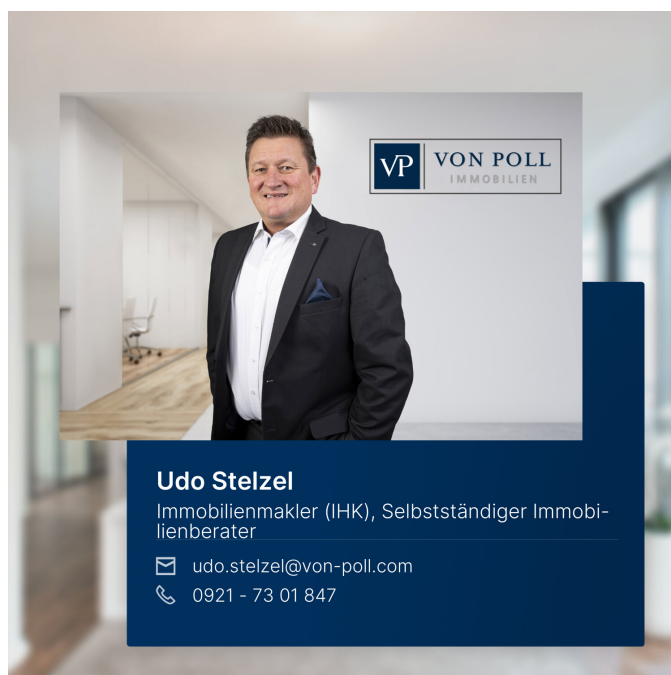 VP VON POLL
IMMOBILIEN
Udo Stelzel
Immobilienmakler (IHK), Selbstständiger Immobi-
lienberater
udo.stelzel@von-poll.com
0921 - 73 01 847